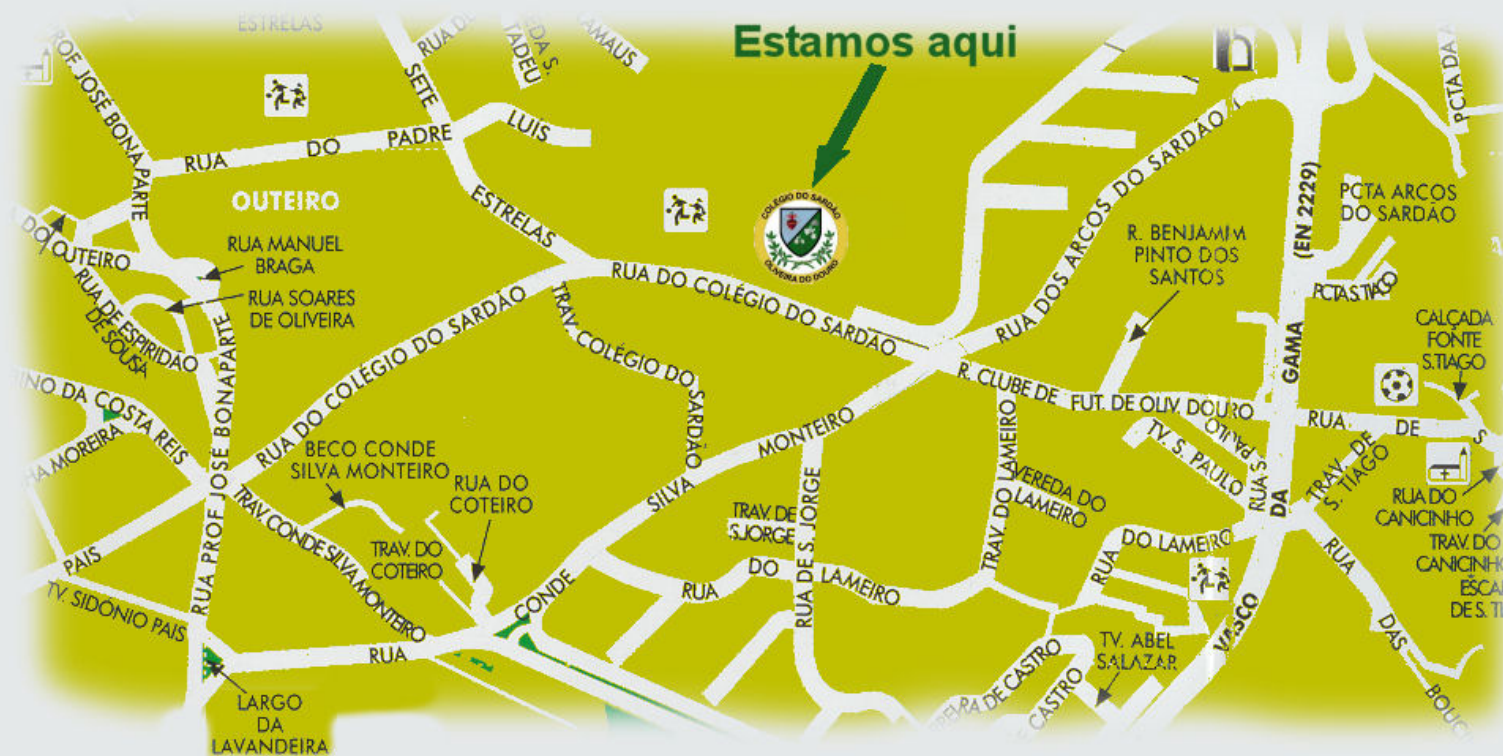 ESTRELAS
Estamos aqui
PROF. JOSÉ BONAPARTE
SETE
TADEU
RUA DO PADRE
LUÍS
ESTRELAS
OUTEIRO
COLÉGIO DO SARDÃO
OLIVEIRA DO DOURO
RUA DOS ARCOS DO SARDÃO
PCTA DA
(EN 2229)
PCTA ARCOS
DO SARDÃO
R. BENJAMIM
PINTO DOS
SANTOS
PCTA S. TIAGO
DO OUTEIRO
RUA MANUEL
BRAGA
RUA SOARES
DE OLIVEIRA
RUA DE ESPIRIDAO
DE SOUSA
RUA DO COLÉGIO DO SARDÃO
RUA DO COLÉGIO DO SARDÃO
TRAV. COLÉGIO DO
SARDÃO
R. CLUBE DE FUT. DE OLIV. DOURO
GAMA
CALÇADA
FONTE
S.TIAGO
RUA DE S
DA COSTA REIS
MOREIRA
BECO CONDE
SILVA MONTEIRO
RUA DO
COTEIRO
SILVA MONTEIRO
TRAV. DO LAMEIRO
VEREDA DO
LAMEIRO
TV. S. PAULO
RUA S. PAULO
TRAV. DE
S. TIAGO
DA
RUA DO
CANICINHO
TRAV. DO
CANICINHO
DE S.
RUA PROF. JOSÉ BONAPARTE
TRAV. CONDE SILVA MONTEIRO
TRAV. DO
COTEIRO
CONDE
TRAV. DE
S. JORGE
RUA DE S. JORGE
RUA DO LAMEIRO
RUA DO LAMEIRO
PAIS
TV. SIDÓNIO PAIS
RUA
VASCO
RUA DAS
TV. ABEL
SALAZAR
DE CASTRO
DE CASTRO
LARGO
DA
LAVANDEIRA